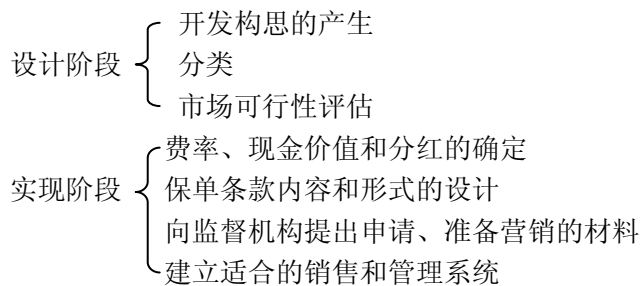 开发构思的产生
设计阶段 分类
市场可行性评估
费率、现金价值和分红的确定
实现阶段 保单条款内容和形式的设计
向监督机构提出申请、准备营销的材料
建立适合的销售和管理系统